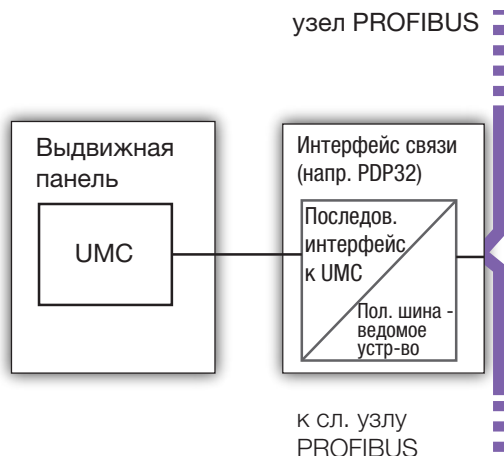 узел PROFIBUS
Выдвижная
панель
UMC
Интерфейс связи
(напр. PDP32)
Последов.
интерфейс
к UMC
Пол. шина -
ведомое
устр-во
к сл. узлу
PROFIBUS